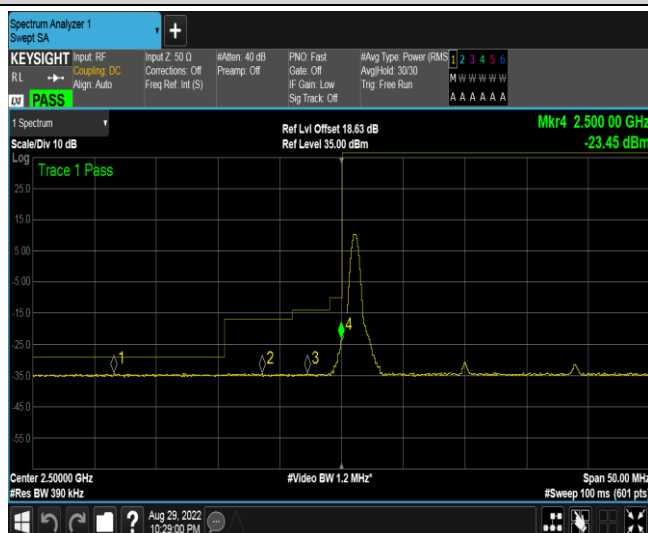 Spectrum Analyzer 1
Swept SA
+
KEYSIGHT Input: RF Input Z: 50 Ω #Atten: 40 dB PNO: Fast #Avg Type: Power (RMS 1 2 3 4 5 6
RL Coupling: DC Corrections: Off Preamp: Off Gate: Off Avg|Hold: 30/30 M W W W W W
Align: Auto Freq Ref: Int (S) IF Gain: Low Trig: Free Run
PASS Sig Track: Off A A A A A A
1 Spectrum Ref Lvl Offset 18.63 dB Mkr4 2.500 00 GHz
Scale/Div 10 dB Ref Level 35.00 dBm -23.45 dBm
Log
Trace 1 Pass
25.0
15.0
5.00
-5.00
-15.0
-25.0
-35.0
-45.0
-55.0
1
2
3
4
Center 2.50000 GHz #Video BW 1.2 MHz* Span 50.00 MHz
#Res BW 390 kHz #Sweep 100 ms (601 pts)
? Aug 29, 2022
10:29:00 PM